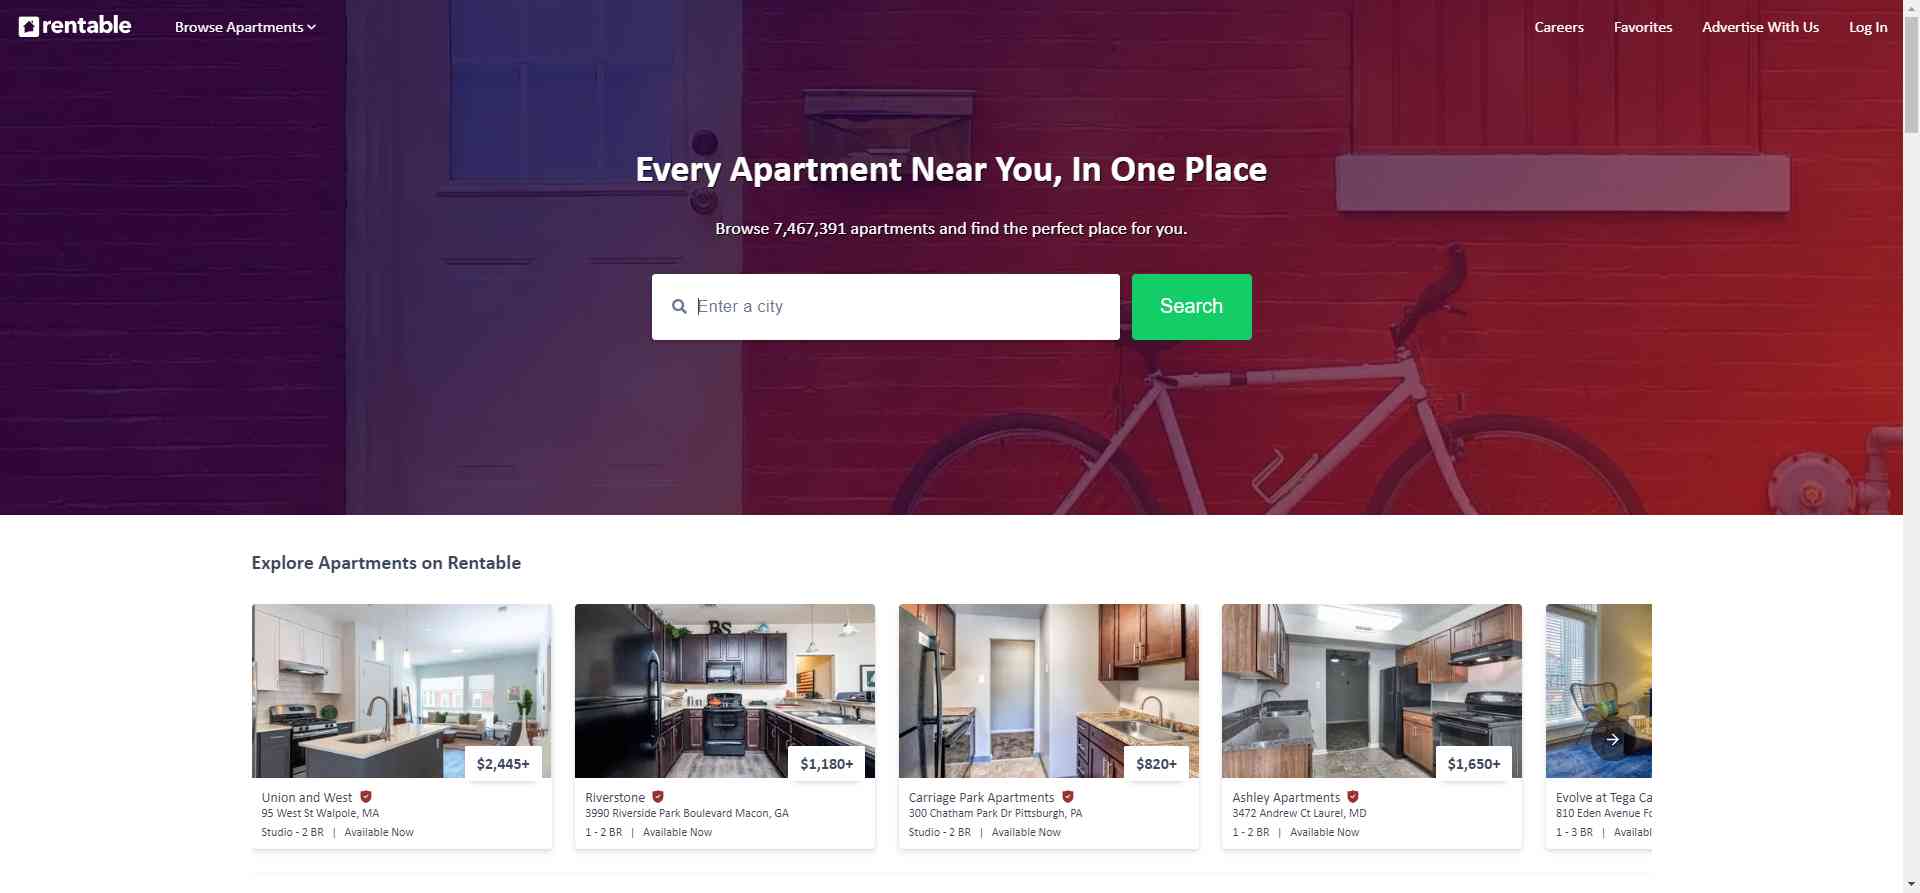 rentable
Browse Apartments
Careers
Favorites
Advertise With Us
Log In
Every Apartment Near You, In One Place
Browse 7,467,391 apartments and find the perfect place for you.
Enter a city
Search
Explore Apartments on Rentable
$2,445+
Union and West
95 West St Walpole, MA
Studio - 2 BR | Available Now
BS
$1,180+
Riverstone
3990 Riverside Park Boulevard Macon, GA
1 - 2 BR | Available Now
$820+
Carriage Park Apartments
300 Chatham Park Dr Pittsburgh, PA
Studio - 2 BR | Available Now
$1,650+
Ashley Apartments
3472 Andrew Ct Laurel, MD
1 - 2 BR | Available Now
Evolve at Tega Ca
810 Eden Avenue Fo
1 - 3 BR | Availabl